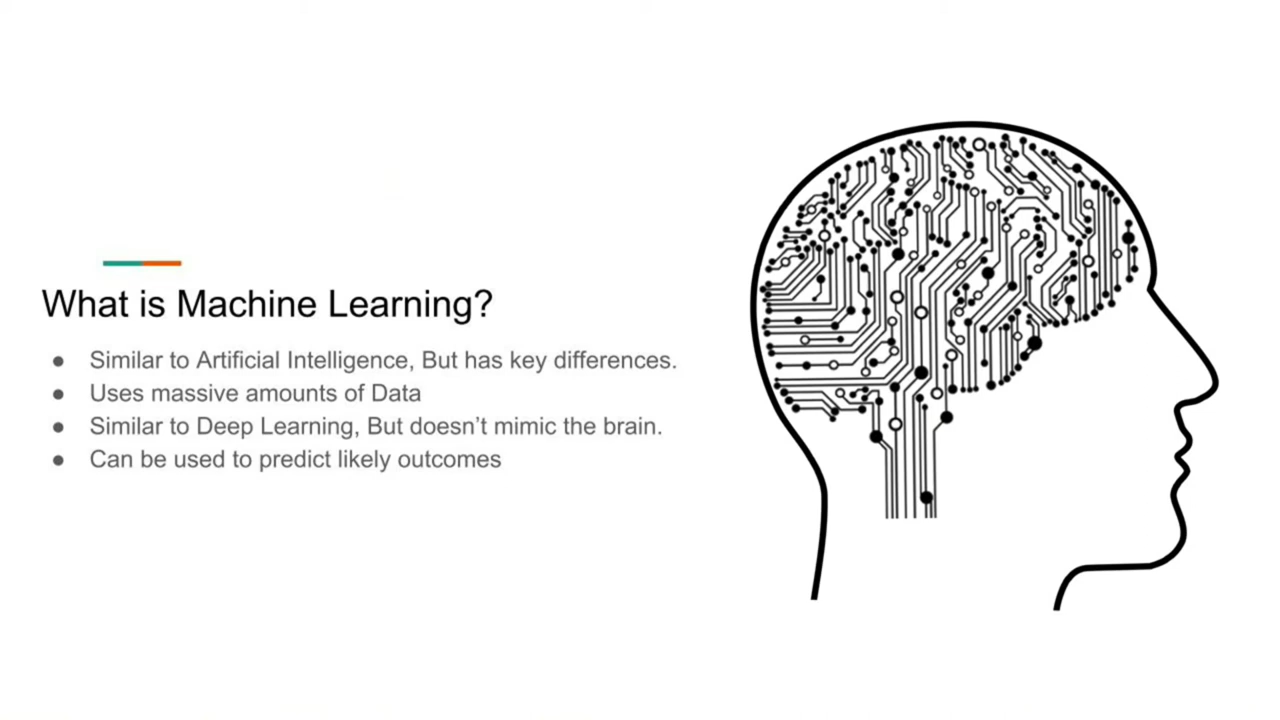 What is Machine Learning?
● Similar to Artificial Intelligence, But has key differences.
● Uses massive amounts of Data
● Similar to Deep Learning, But doesn’t mimic the brain.
● Can be used to predict likely outcomes